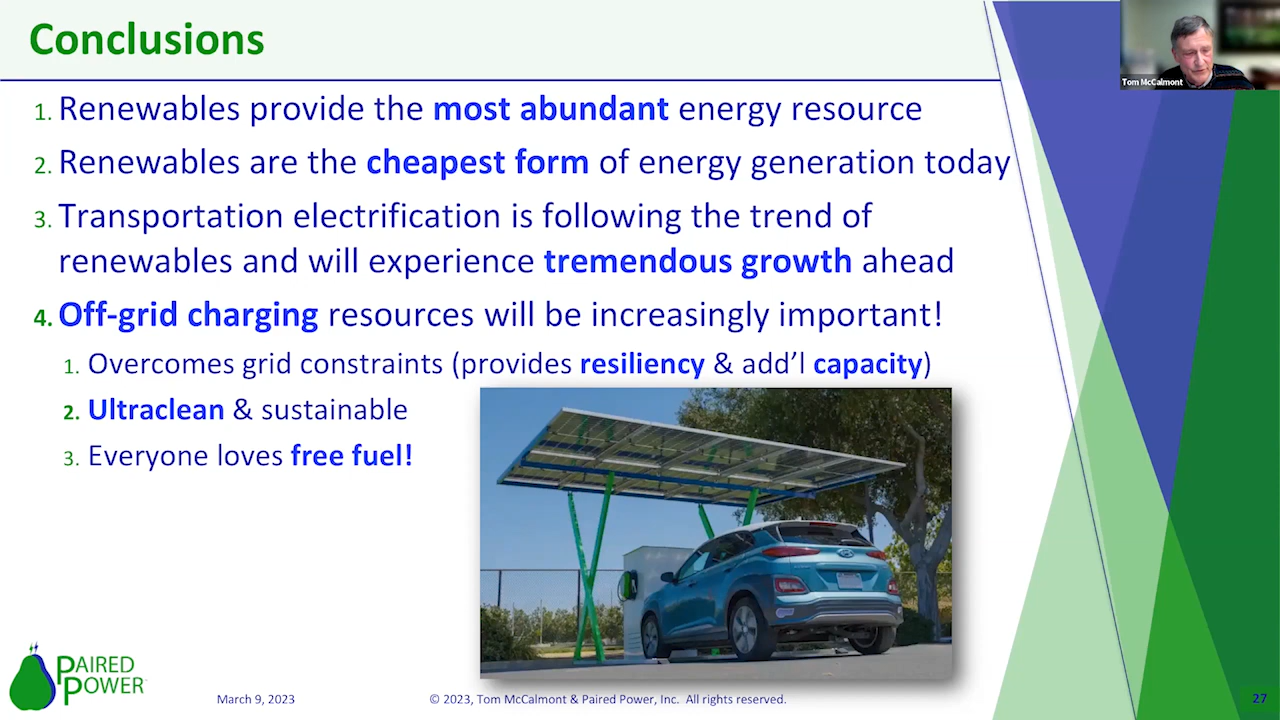 Conclusions
Tom McCalmont
1. Renewables provide the most abundant energy resource
2. Renewables are the cheapest form of energy generation today
3. Transportation electrification is following the trend of
renewables and will experience tremendous growth ahead
4. Off-grid charging resources will be increasingly important!
1. Overcomes grid constraints (provides resiliency & add’l capacity)
2. Ultraclean & sustainable
3. Everyone loves free fuel!
PAIRED
POWER
March 9, 2023
© 2023, Tom McCalmont & Paired Power, Inc. All rights reserved.
27